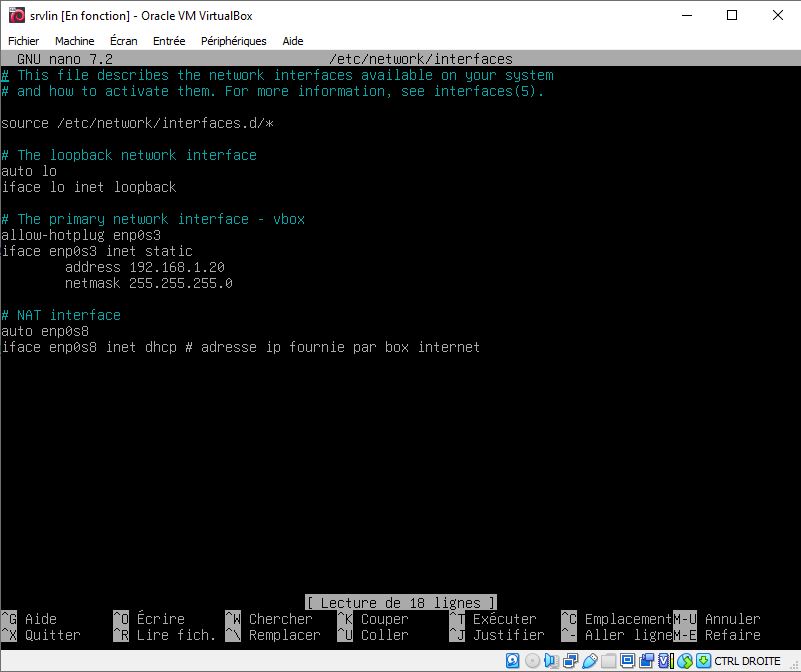 srvlin [En fonction] - Oracle VM VirtualBox
Fichier Machine Écran Entrée Périphériques Aide
GNU nano 7.2 /etc/network/interfaces
# This file describes the network interfaces available on your system
# and how to activate them. For more information, see interfaces(5).
source /etc/network/interfaces.d/*
# The loopback network interface
auto lo
iface lo inet loopback
# The primary network interface - vbox
allow-hotplug enp0s3
iface enp0s3 inet static
address 192.168.1.20
netmask 255.255.255.0
# NAT interface
auto enp0s8
iface enp0s8 inet dhcp # adresse ip fournie par box internet
[ Lecture de 18 lignes ]
^G Aide ^O Écrire ^W Chercher ^K Couper ^T Exécuter ^C Emplacement M-U Annuler
^X Quitter ^R Lire fich. ^\ Remplacer ^U Coller ^J Justifier ^- Aller ligne M-E Refaire
CTRL DROITE